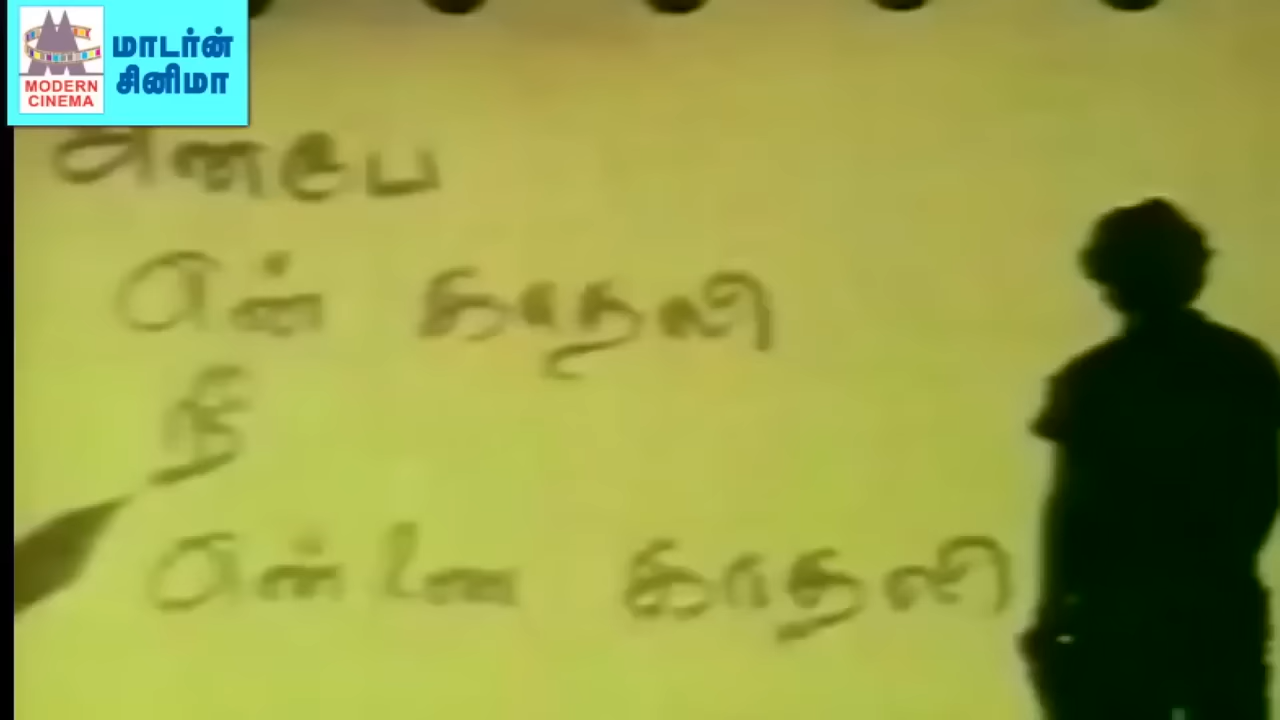 மாடர்ன்
சினிமா
MODERN
CINEMA
என் காதலி
நீ
என்னை காதலி